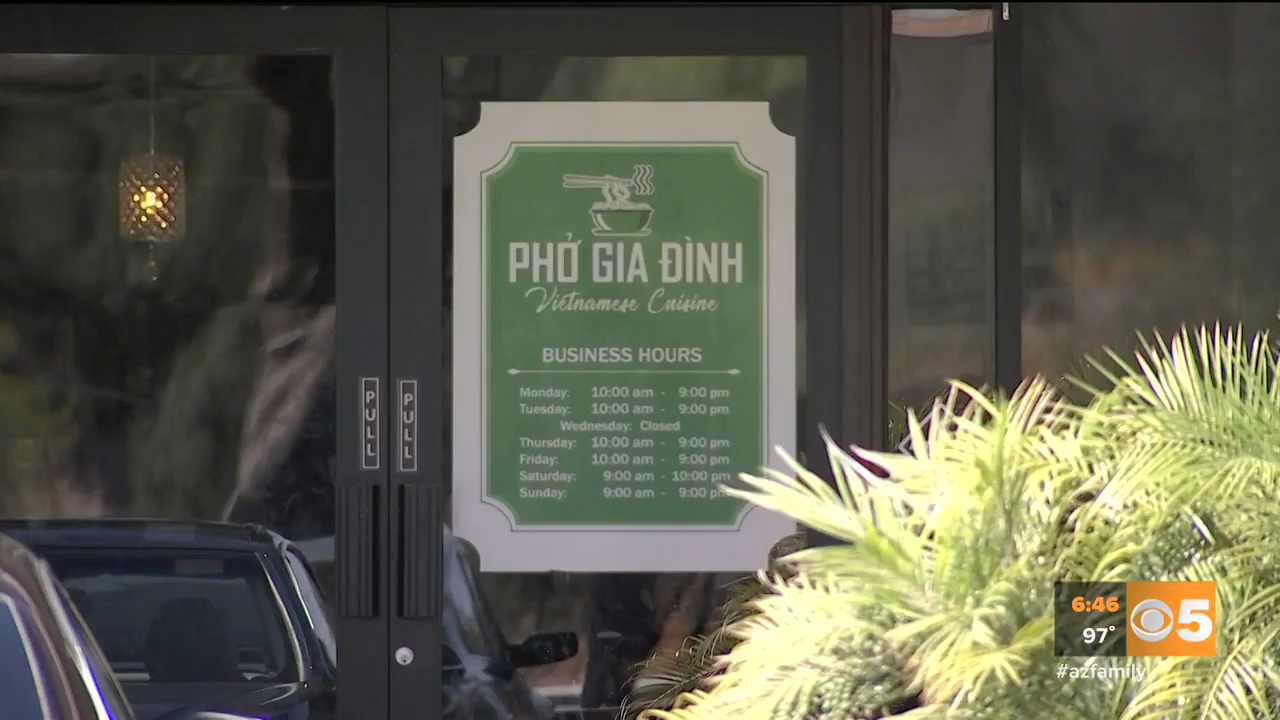 PHỞ GIA ĐÌNH
Vietnamese Cuisine
BUSINESS HOURS
Monday: 10:00 am - 9:00 pm
Tuesday: 10:00 am - 9:00 pm
Wednesday: Closed
Thursday: 10:00 am - 9:00 pm
Friday: 10:00 am - 9:00 pm
Saturday: 9:00 am - 10:00 pm
Sunday: 9:00 am - 9:00 pm
PULL
PULL
6:46
97°
5
#azfamily